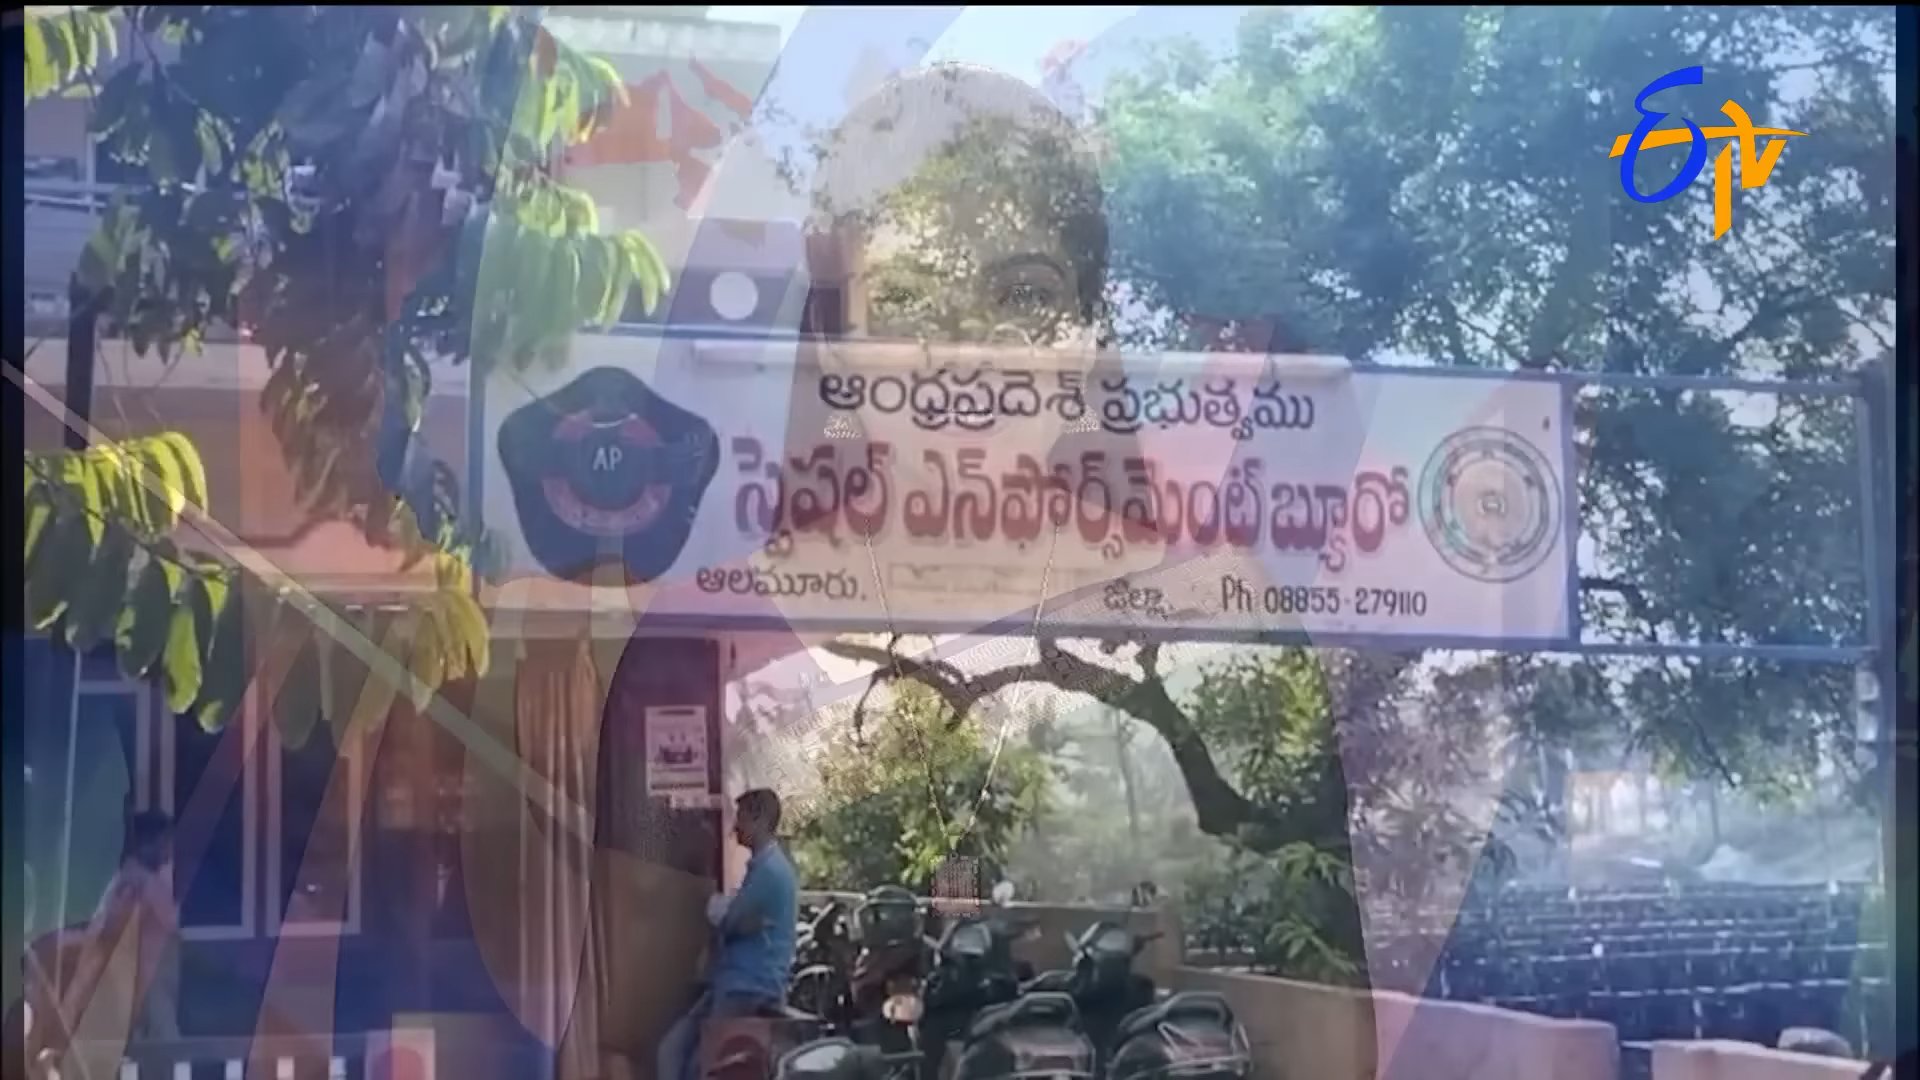 ETV
ఆంధ్రప్రదేశ్ ప్రభుత్వము
AP
స్పెషల్ ఎన్‌ఫోర్స్‌మెంట్ బ్యూరో
ఆలమూరు. జిల్లా. Ph 08855-279110